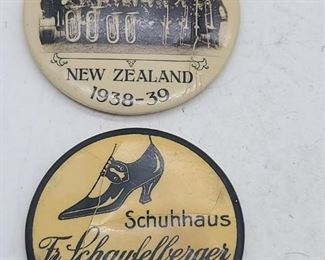 NEW ZEALAND
1938-39
Schuhhaus
Fr. Schaufelberger